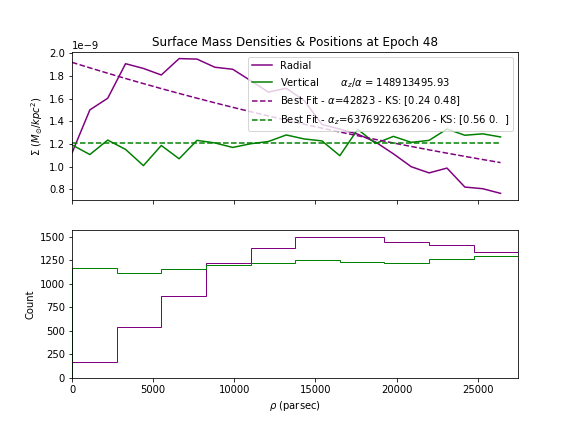 Surface Mass Densities & Positions at Epoch 48
1e−9
2.0
1.8
1.6
1.4
1.2
1.0
0.8
Σ (M⊙/kpc²)
Radial
Vertical α_z/α = 148913495.93
Best Fit - α=42823 - KS: [0.24 0.48]
Best Fit - α_z=6376922636206 - KS: [0.56 0. ]
1500
1250
1000
750
500
250
0
Count
0 5000 10000 15000 20000 25000
ρ (parsec)